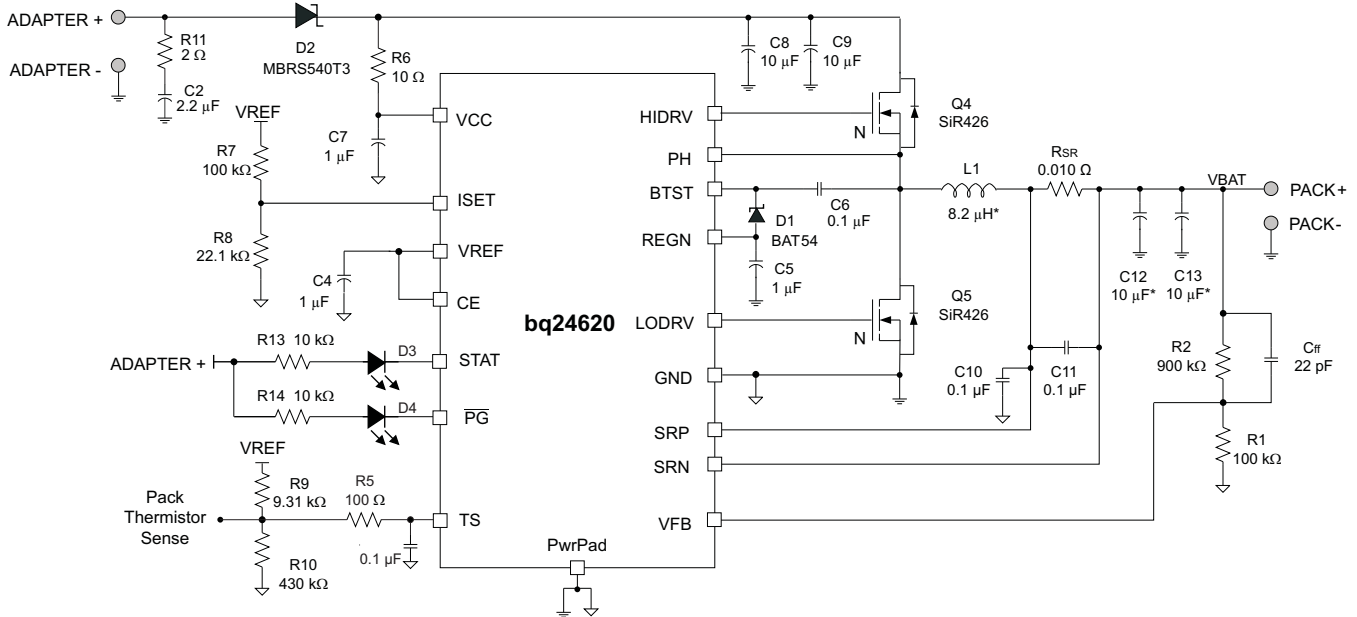 ADAPTER +
R11
2 Ω
ADAPTER -
C2
2.2 µF
D2
MBRS540T3
R6
10 Ω
C8
10 µF
C9
10 µF
VREF
R7
100 kΩ
C7
1 µF
VCC
HIDRV
N
Q4
SiR426
PH
ISET
BTST
C6
0.1 µF
L1
8.2 µH*
RSR
0.010 Ω
VBAT
PACK+
PACK-
R8
22.1 kΩ
VREF
REGN
D1
BAT54
C4
1 µF
CE
C5
1 µF
C12
10 µF*
C13
10 µF*
bq24620
LODRV
N
Q5
SiR426
ADAPTER +
R13 10 kΩ
D3
STAT
R14 10 kΩ
D4
PG
GND
C10
0.1 µF
C11
0.1 µF
R2
900 kΩ
Cff
22 pF
SRP
SRN
R1
100 kΩ
VREF
R9
9.31 kΩ
R5
100 Ω
Pack
Thermistor
Sense
TS
VFB
0.1 µF
R10
430 kΩ
PwrPad